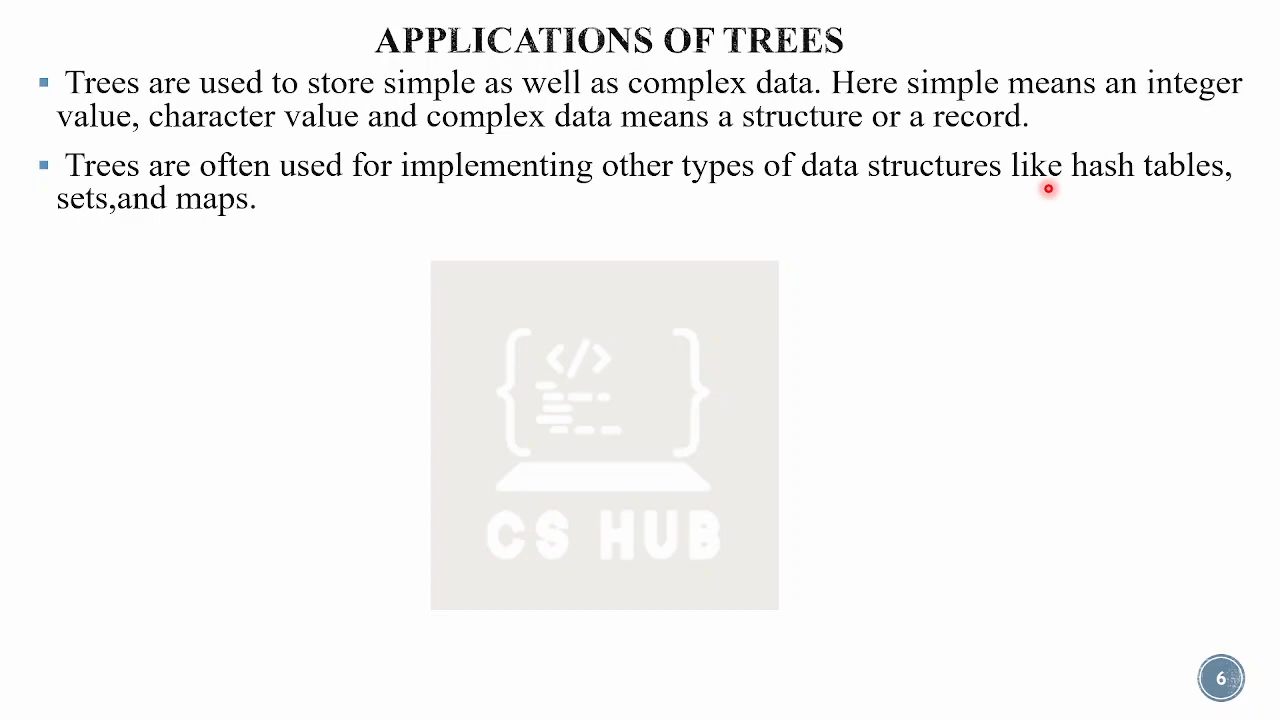 APPLICATIONS OF TREES
Trees are used to store simple as well as complex data. Here simple means an integer
value, character value and complex data means a structure or a record.
Trees are often used for implementing other types of data structures like hash tables,
sets,and maps.
</>
CS HUB
6